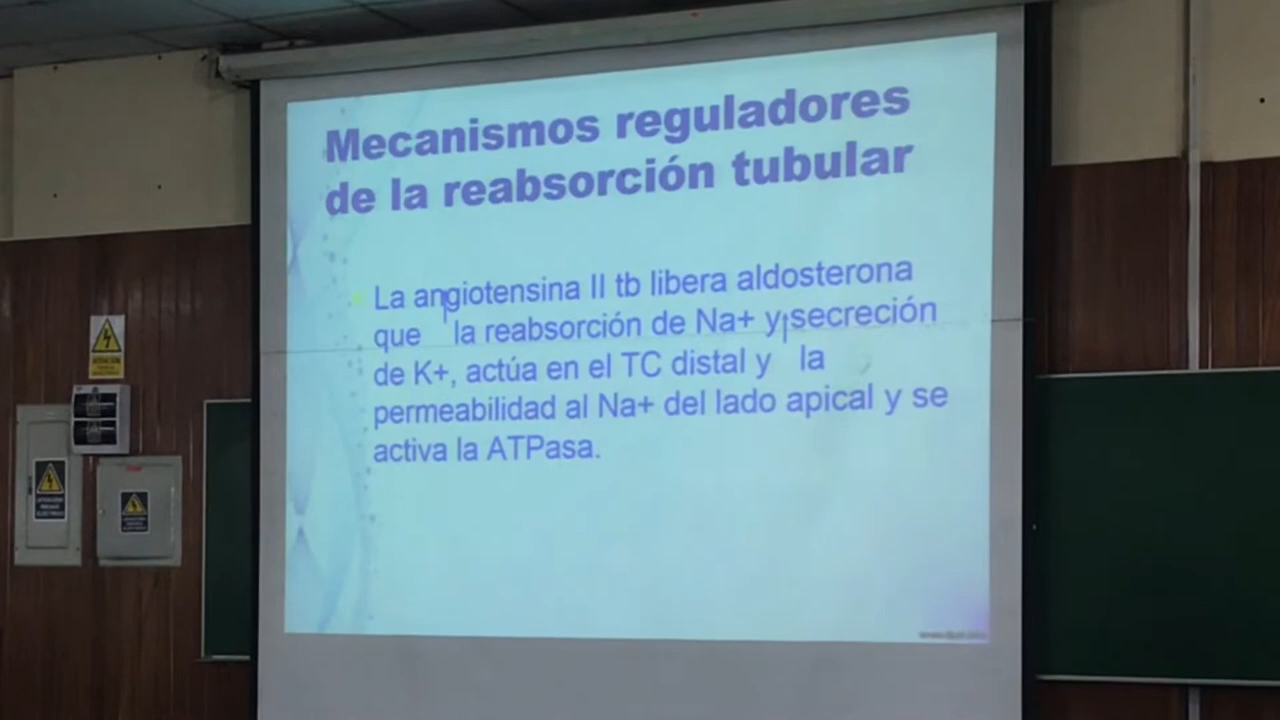 Mecanismos reguladores
de la reabsorción tubular
La angiotensina II tb libera aldosterona
que la reabsorción de Na+ y secreción
de K+, actúa en el TC distal y la
permeabilidad al Na+ del lado apical y se
activa la ATPasa.